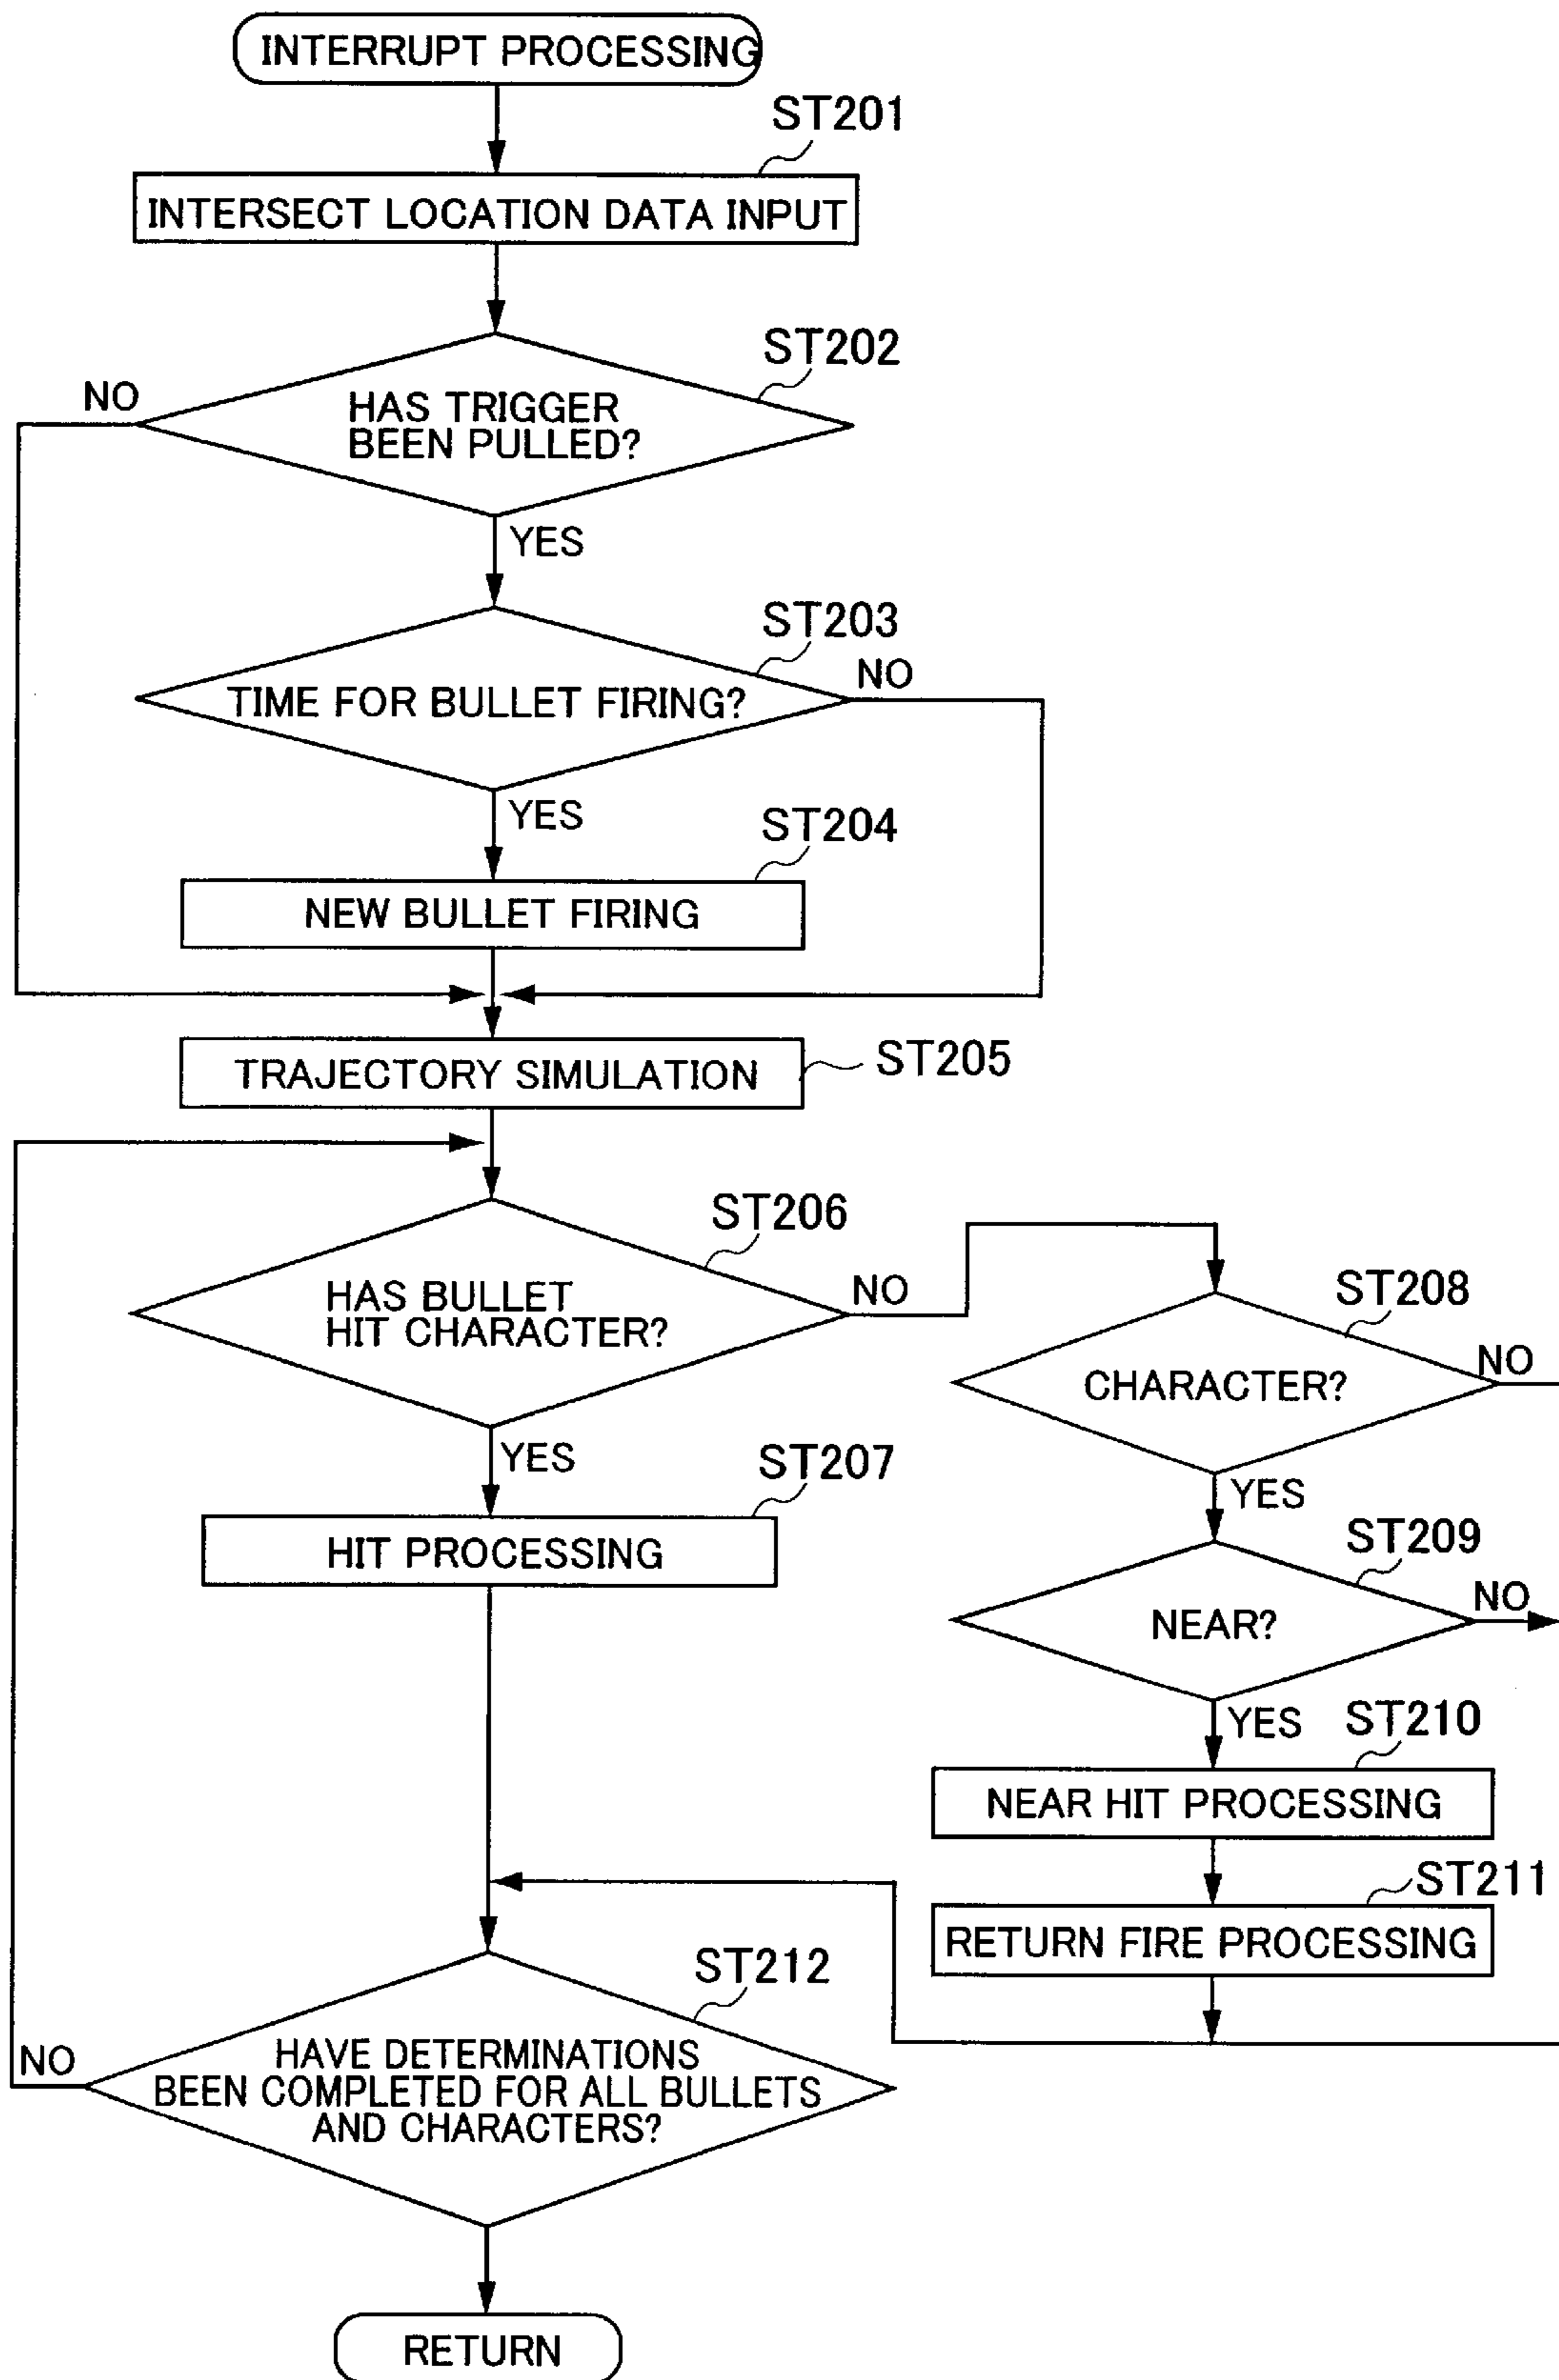 INTERRUPT PROCESSING
ST201
INTERSECT LOCATION DATA INPUT
ST202
NO
HAS TRIGGER
BEEN PULLED?
YES
ST203
NO
TIME FOR BULLET FIRING?
YES
ST204
NEW BULLET FIRING
TRAJECTORY SIMULATION
ST205
ST206
HAS BULLET
HIT CHARACTER?
NO
YES
ST207
HIT PROCESSING
ST208
CHARACTER?
NO
YES
ST209
NEAR?
NO
YES
ST210
NEAR HIT PROCESSING
ST211
RETURN FIRE PROCESSING
ST212
NO
HAVE DETERMINATIONS
BEEN COMPLETED FOR ALL BULLETS
AND CHARACTERS?
RETURN